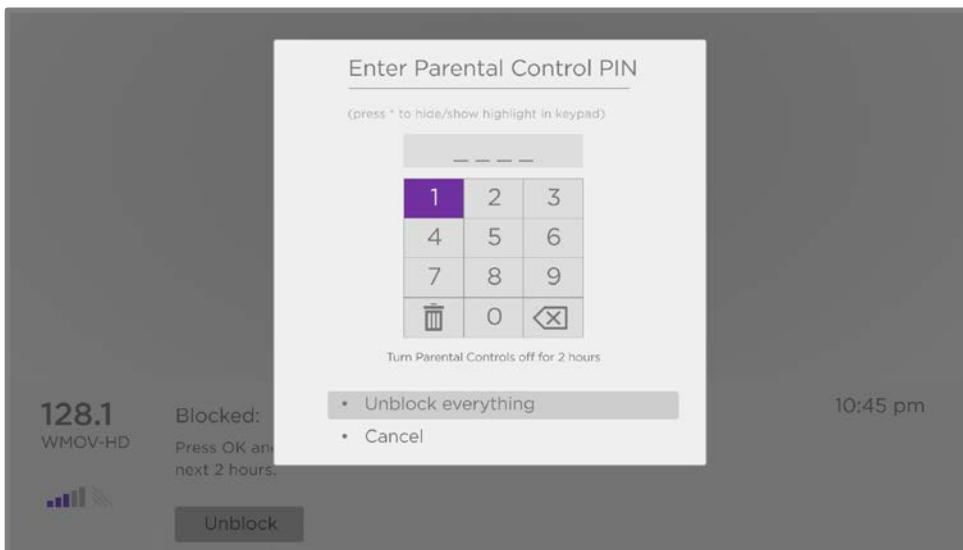 Enter Parental Control PIN
(press * to hide/show highlight in keypad)
_ _ _ _
1 2 3
4 5 6
7 8 9
0
Turn Parental Controls off for 2 hours
• Unblock everything
• Cancel
128.1
WMOV-HD
Blocked:
Press OK and
next 2 hours.
Unblock
10:45 pm